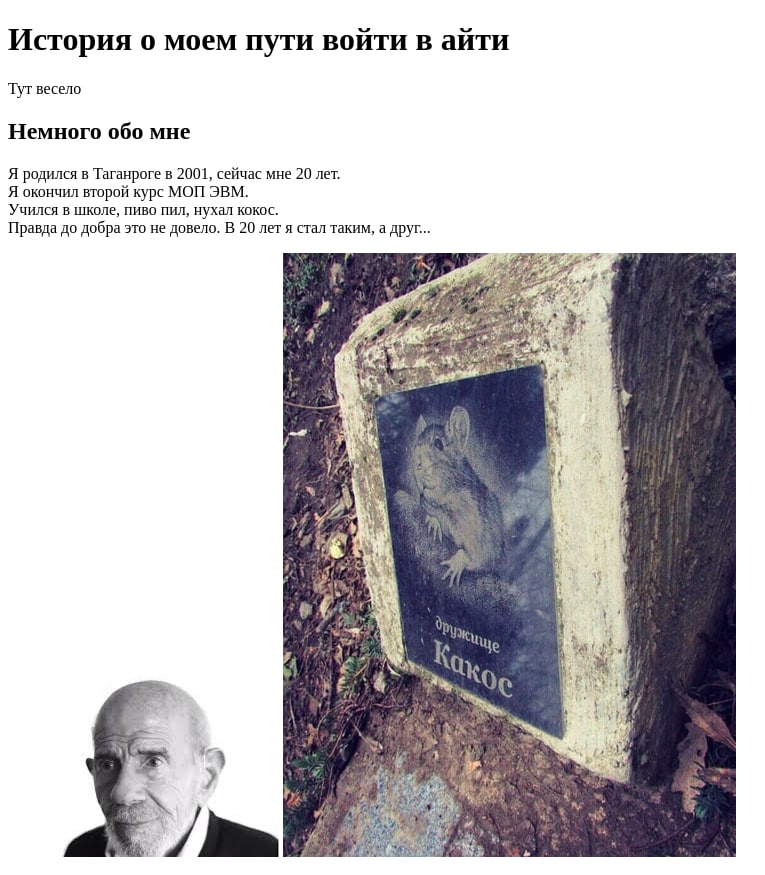 История о моем пути войти в айти
Тут весело
Немного обо мне
Я родился в Таганроге в 2001, сейчас мне 20 лет.
Я окончил второй курс МОП ЭВМ.
Учился в школе, пиво пил, нухал кокос.
Правда до добра это не довело. В 20 лет я стал таким, а друг...
дружище
Какос